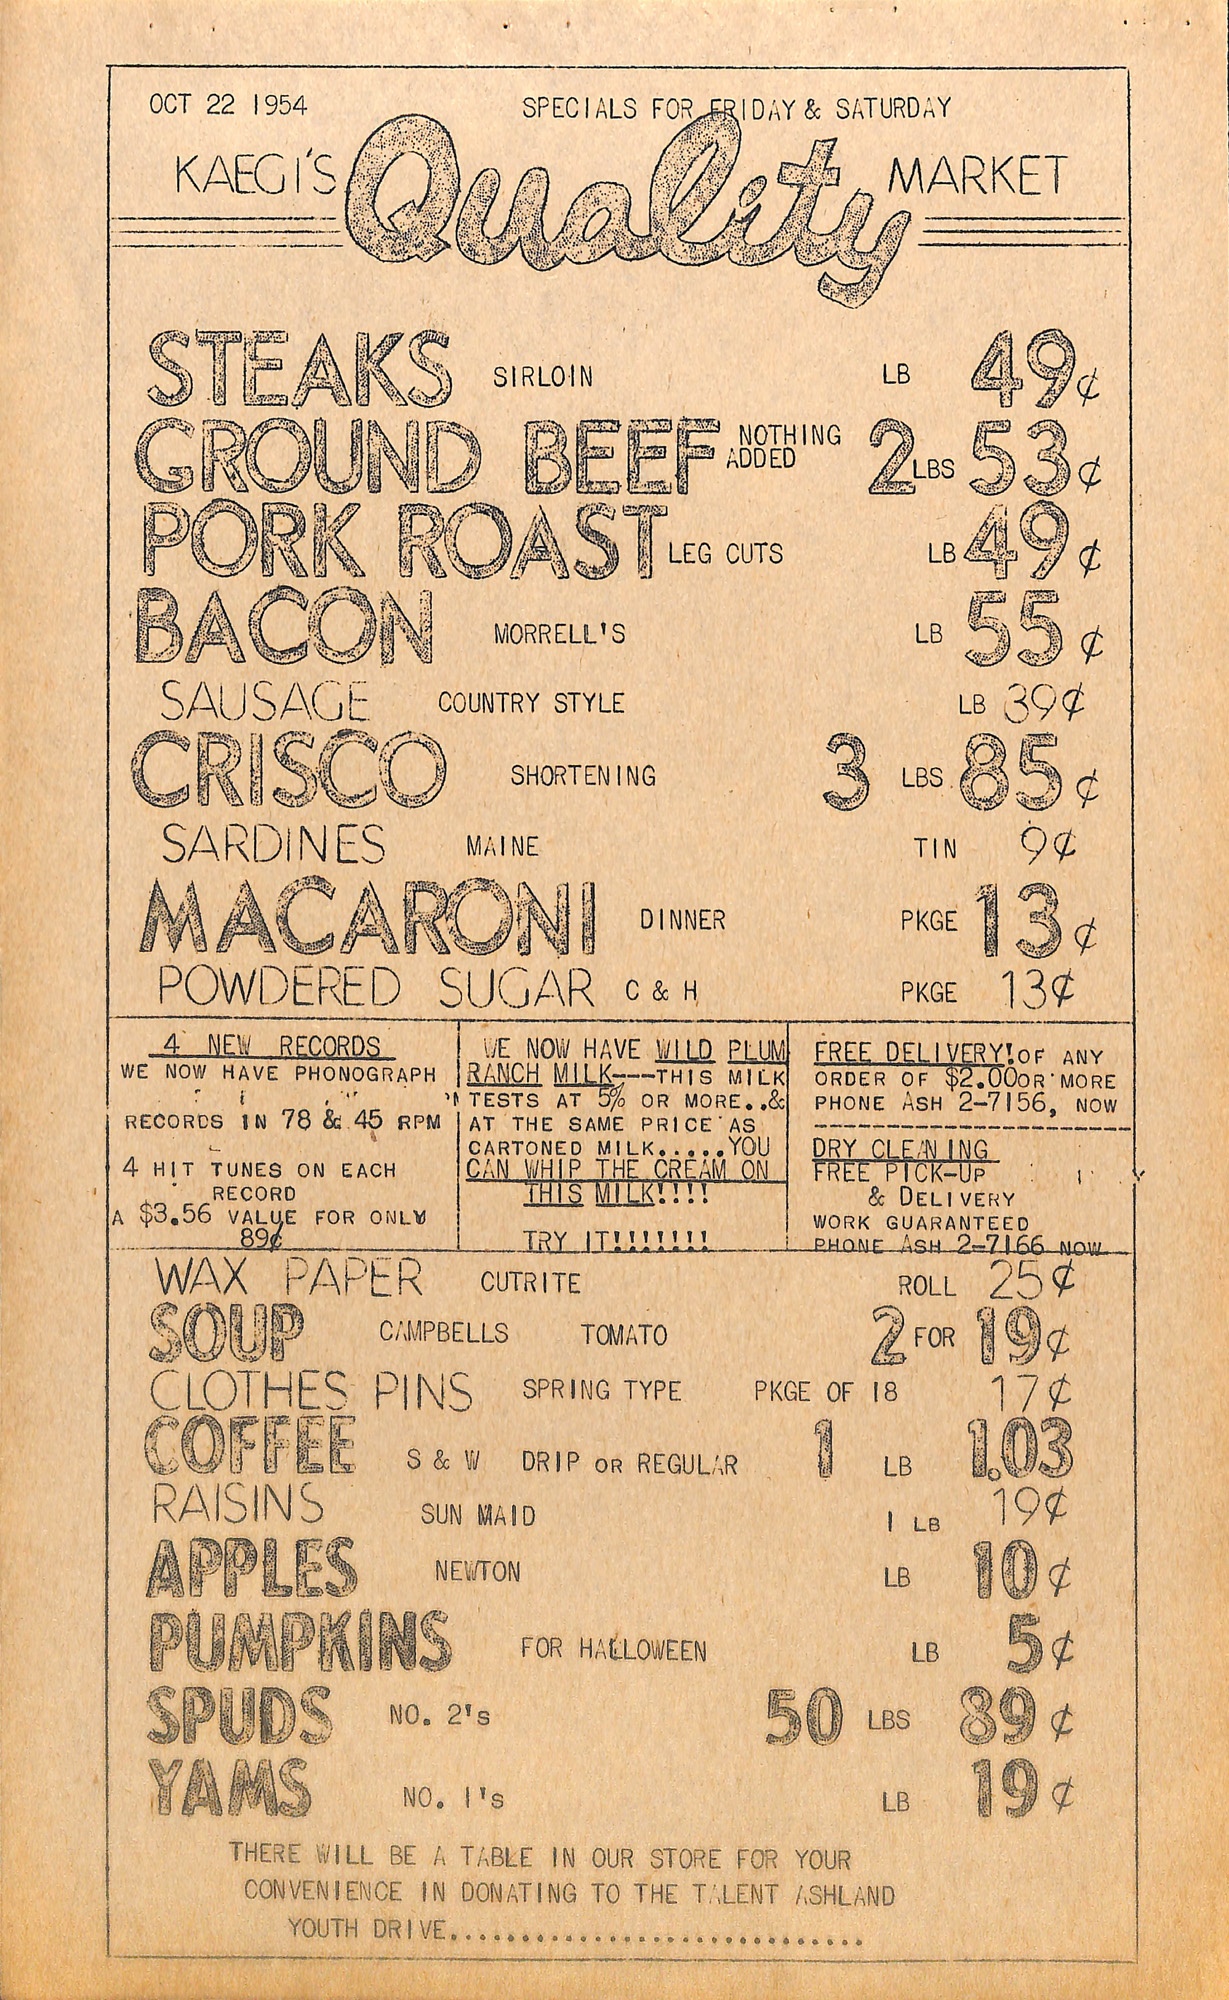 OCT 22 1954 SPECIALS FOR FRIDAY & SATURDAY
KAEGI'S Quality MARKET
STEAKS SIRLOIN LB 49¢
GROUND BEEF NOTHING ADDED 2 LBS 53¢
PORK ROAST LEG CUTS LB 49¢
BACON MORRELL'S LB 55¢
SAUSAGE COUNTRY STYLE LB 39¢
CRISCO SHORTENING 3 LBS 85¢
SARDINES MAINE TIN 9¢
MACARONI DINNER PKGE 13¢
POWDERED SUGAR C & H PKGE 13¢
4 NEW RECORDS
WE NOW HAVE PHONOGRAPH
RECORDS IN 78 & 45 RPM
4 HIT TUNES ON EACH
RECORD
A $3.56 VALUE FOR ONLY
89¢
WE NOW HAVE WILD PLUM
RANCH MILK---THIS MILK
TESTS AT 5% OR MORE..&
AT THE SAME PRICE AS
CARTONED MILK.....YOU
CAN WHIP THE CREAM ON
THIS MILK!!!!
TRY IT!!!!!!!
FREE DELIVERY!OF ANY
ORDER OF $2.00OR MORE
PHONE ASH 2-7156, NOW
------------------------------
DRY CLEANING
FREE PICK-UP
& DELIVERY
WORK GUARANTEED
PHONE ASH 2-7166 NOW
WAX PAPER CUTRITE ROLL 25¢
SOUP CAMPBELLS TOMATO 2 FOR 19¢
CLOTHES PINS SPRING TYPE PKGE OF 18 17¢
COFFEE S & W DRIP OR REGULAR 1 LB 1.03
RAISINS SUN MAID 1 LB 19¢
APPLES NEWTON LB 10¢
PUMPKINS FOR HALLOWEEN LB 5¢
SPUDS NO. 2's 50 LBS 89¢
YAMS NO. 1's LB 19¢
THERE WILL BE A TABLE IN OUR STORE FOR YOUR
CONVENIENCE IN DONATING TO THE TALENT ASHLAND
YOUTH DRIVE..............................